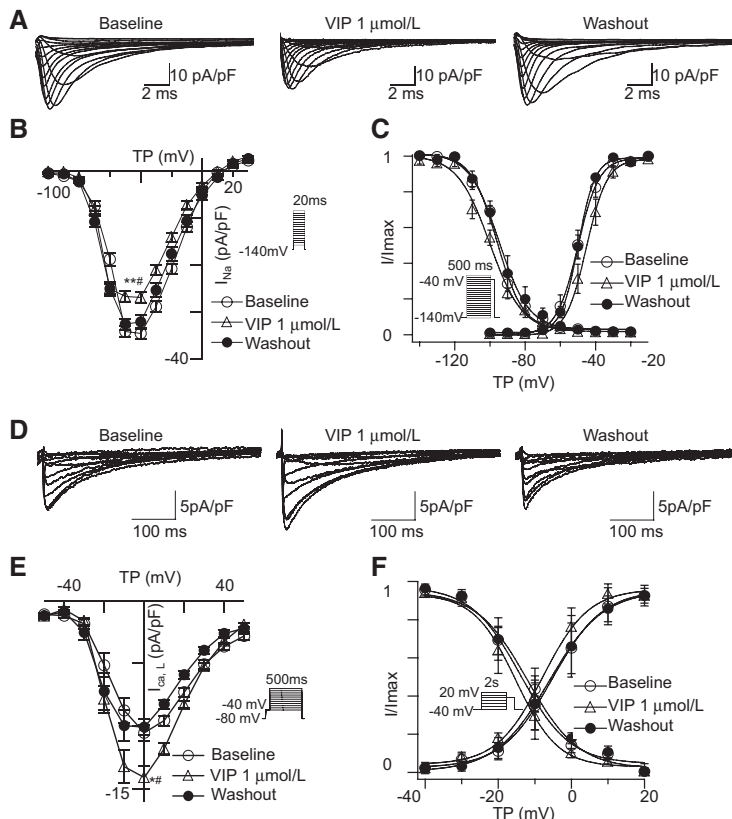 A
Baseline
VIP 1 μmol/L
Washout
10 pA/pF
2 ms
10 pA/pF
2 ms
10 pA/pF
2 ms
B
TP (mV)
-100
20
I_Na (pA/pF)
-40
**#
20ms
-140mV
Baseline
VIP 1 μmol/L
Washout
C
1
I/Imax
0
500 ms
-40 mV
-140mV
Baseline
VIP 1 μmol/L
Washout
-120
-80
-40
-20
TP (mV)
D
Baseline
VIP 1 μmol/L
Washout
5pA/pF
100 ms
5pA/pF
100 ms
5pA/pF
100 ms
E
TP (mV)
-40
40
I_ca, L (pA/pF)
-15
*#
500ms
-40 mV
-80 mV
Baseline
VIP 1 μmol/L
Washout
F
1
I/Imax
0
2s
20 mV
-40 mV
Baseline
VIP 1 μmol/L
Washout
-40
-20
0
20
TP (mV)